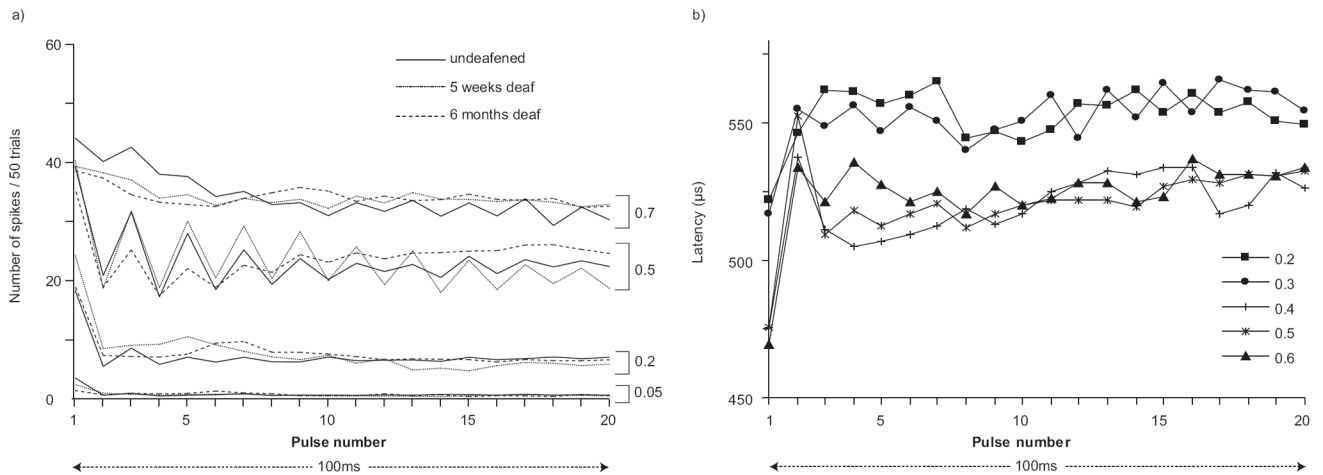 a)
60
40
20
0
Number of spikes / 50 trials
undeafened
5 weeks deaf
6 months deaf
0.7
0.5
0.2
0.05
1 5 10 15 20
Pulse number
100ms
b)
550
500
450
Latency (µs)
0.2
0.3
0.4
0.5
0.6
1 5 10 15 20
Pulse number
100ms